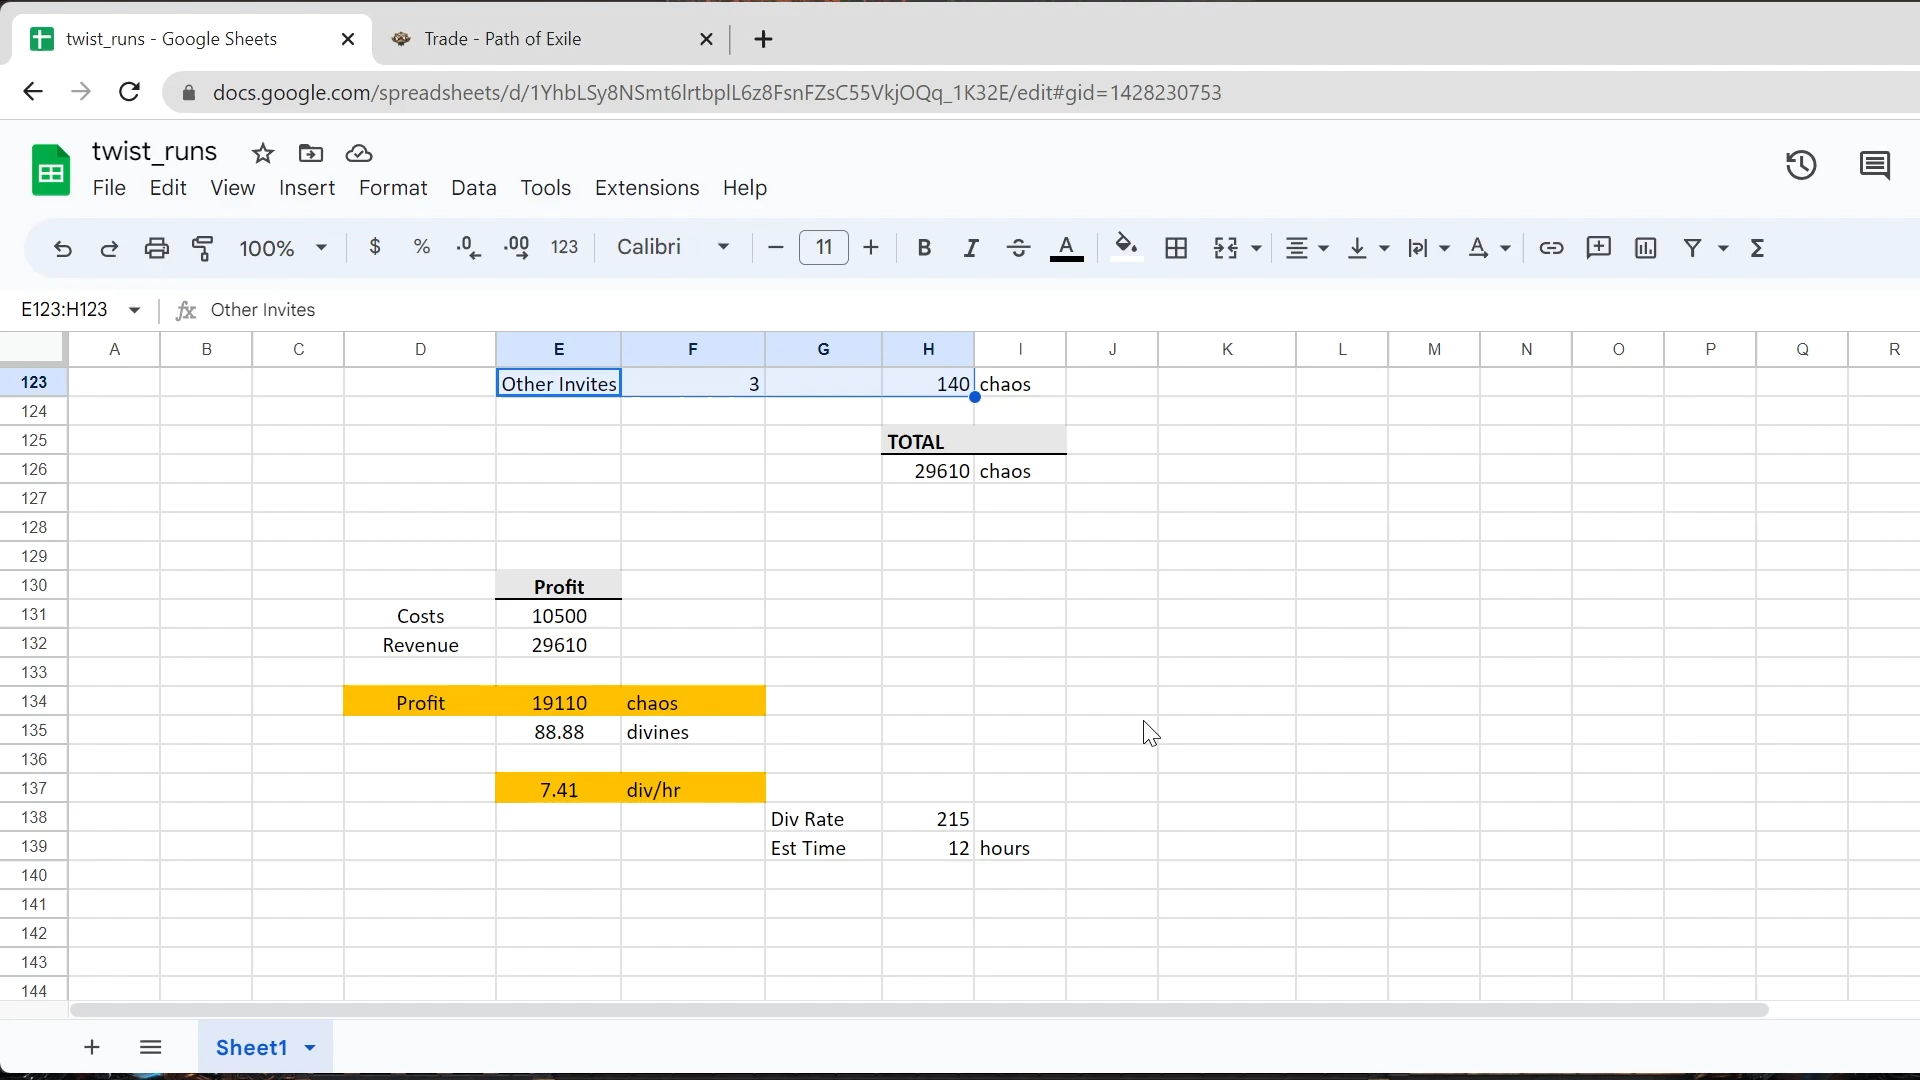 twist_runs - Google Sheets
Trade - Path of Exile
docs.google.com/spreadsheets/d/1YhbLSy8NSmt6lrtbplL6z8FsnFZsC55VkjOQq_1K32E/edit#gid=1428230753
twist_runs
File Edit View Insert Format Data Tools Extensions Help
100% $ % .0 .00 123 Calibri 11 B I A
E123:H123 fx Other Invites
A B C D E F G H I J K L M N O P Q R
123 Other Invites 3 140 chaos
124
125 TOTAL
126 29610 chaos
127
128
129
130 Profit
131 Costs 10500
132 Revenue 29610
133
134 Profit 19110 chaos
135 88.88 divines
136
137 7.41 div/hr
138 Div Rate 215
139 Est Time 12 hours
140
141
142
143
144
Sheet1